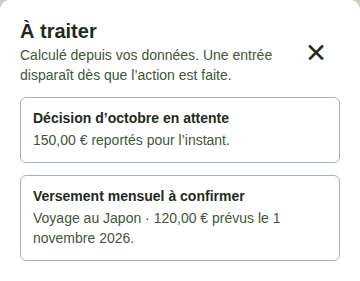 À traiter
Calculé depuis vos données. Une entrée
disparaît dès que l’action est faite.
Décision d’octobre en attente
150,00 € reportés pour l’instant.
Versement mensuel à confirmer
Voyage au Japon · 120,00 € prévus le 1
novembre 2026.